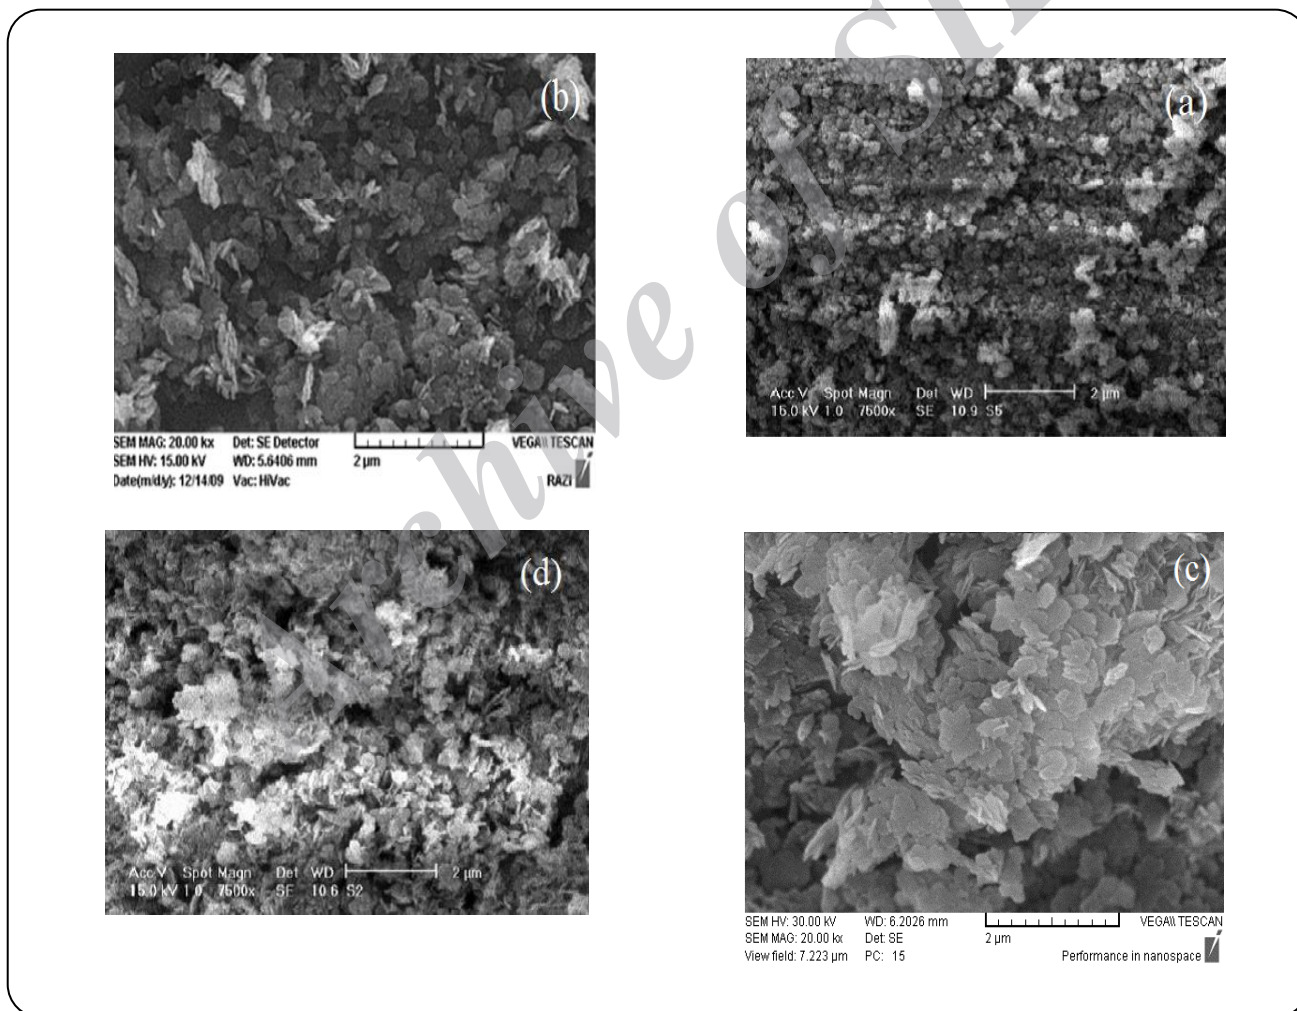 (b)
SEM MAG: 20.00 kx Det: SE Detector VEGA\\ TESCAN
SEM HV: 15.00 kV WD: 5.6406 mm 2 µm
Date(m/d/y): 12/14/09 Vac: HiVac RAZI
(a)
Acc.V Spot Magn Det WD 2 µm
15.0 kV 1.0 7500x SE 10.9 S5
(d)
Acc.V Spot Magn Det WD 2 µm
15.0 kV 1.0 7500x SE 10.6 S2
(c)
SEM HV: 30.00 kV WD: 6.2026 mm VEGA\\ TESCAN
SEM MAG: 20.00 kx Det: SE 2 µm
View field: 7.223 µm PC: 15 Performance in nanospace
Archive of